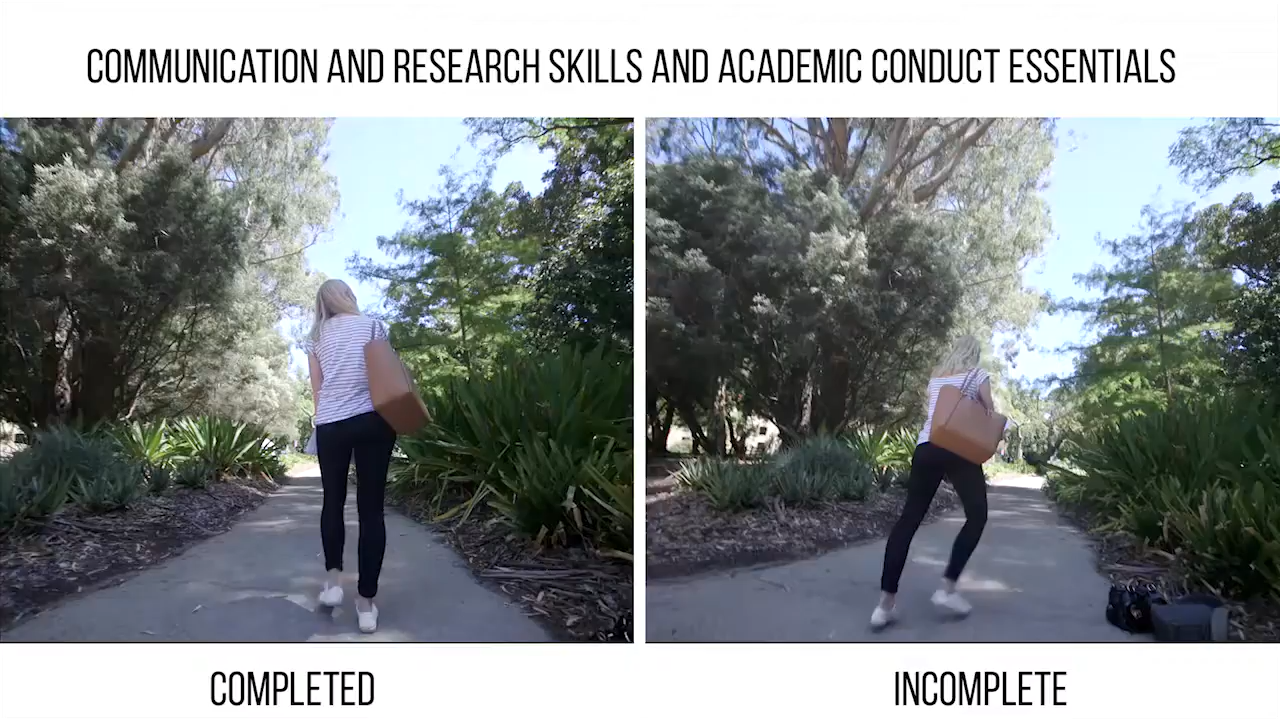 COMMUNICATION AND RESEARCH SKILLS AND ACADEMIC CONDUCT ESSENTIALS
COMPLETED
INCOMPLETE